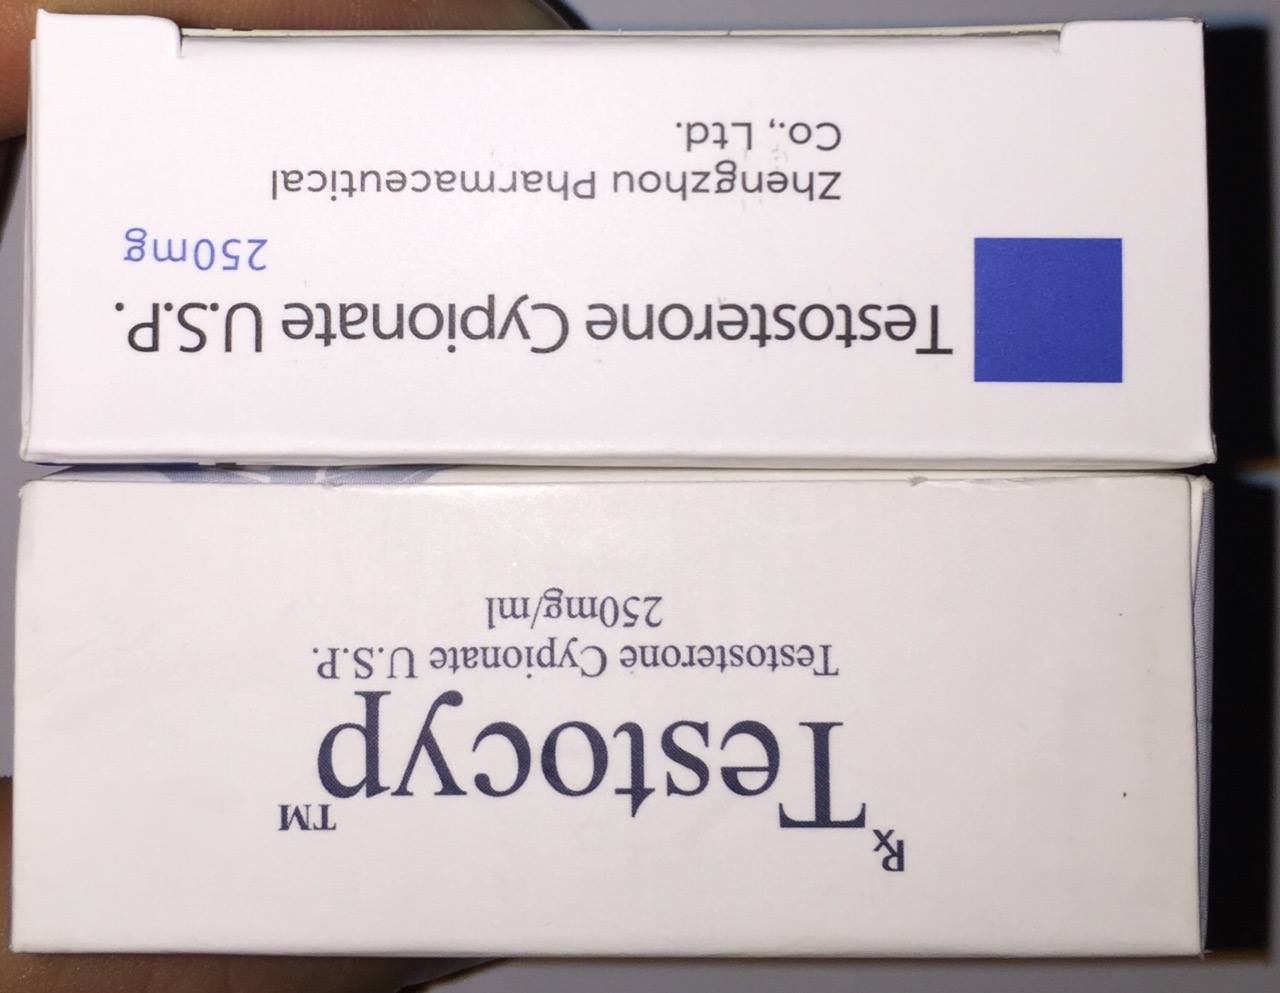 Testosterone Cypionate U.S.P.
250mg
Zhengzhou Pharmaceutical
Co., Ltd.
Rx Testocyp™
Testosterone Cypionate U.S.P.
250mg/ml